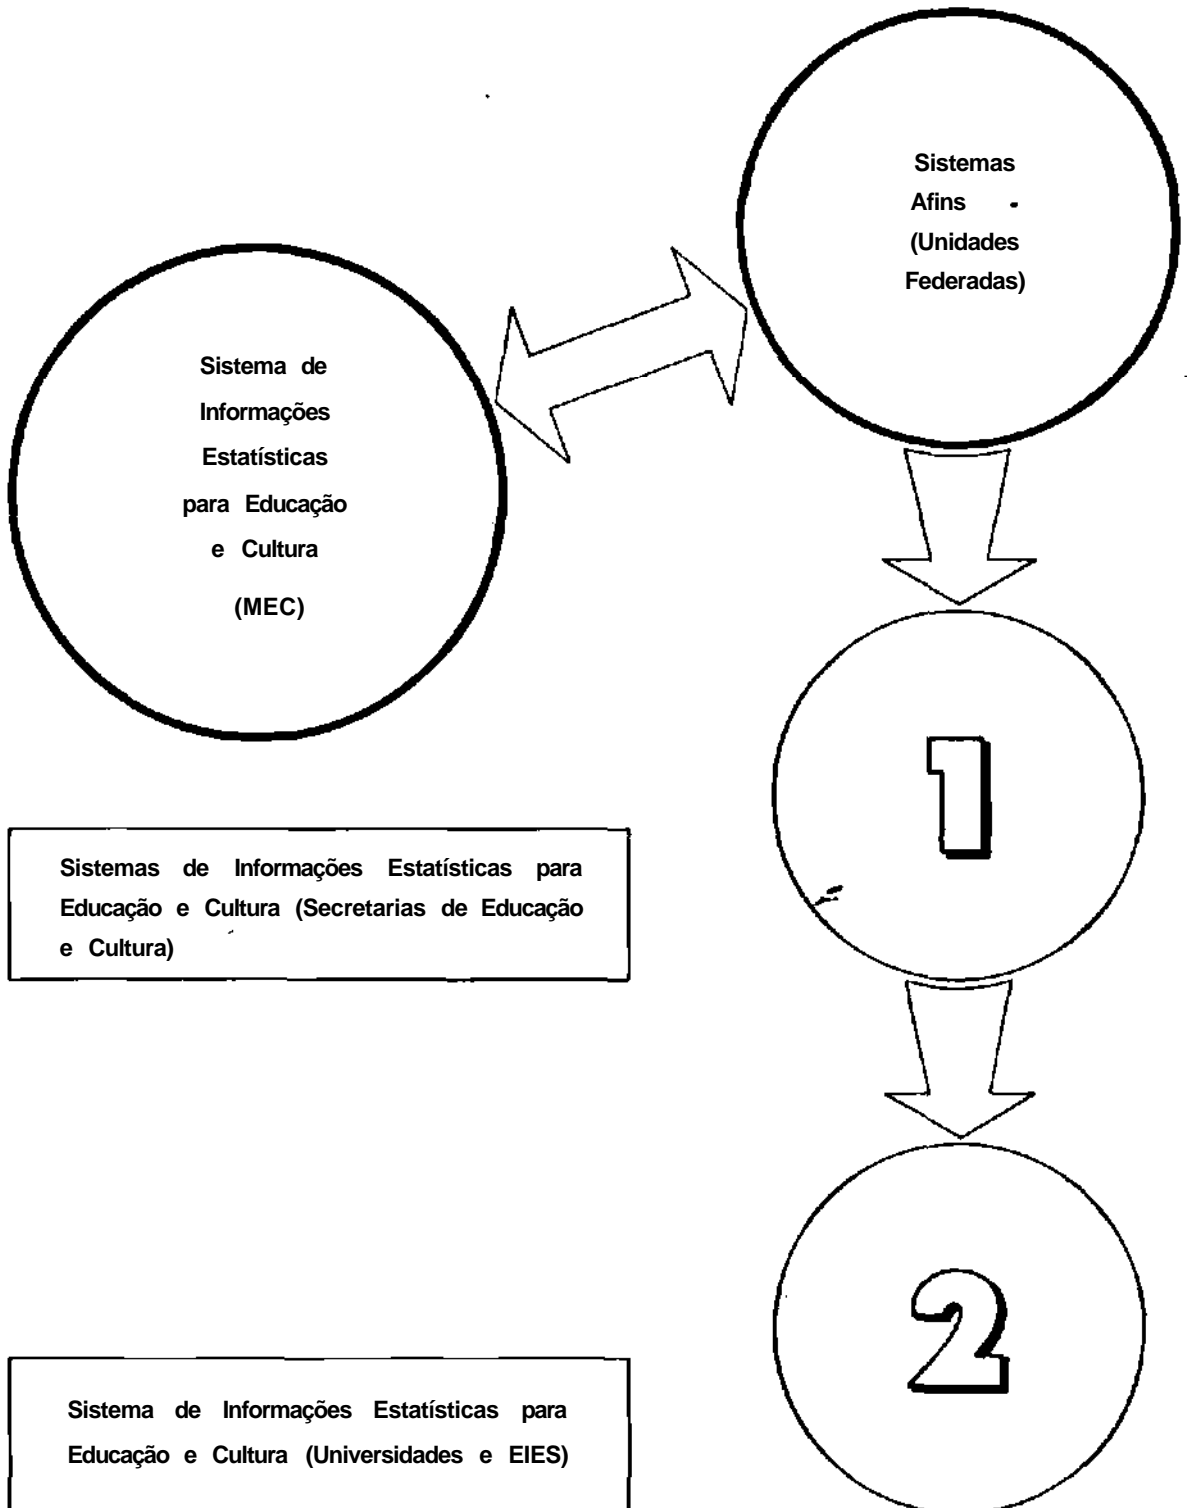 Sistemas
Afins
(Unidades
Federadas)
Sistema de
Informações
Estatísticas
para Educação
e Cultura
(MEC)
1
Sistemas de Informações Estatísticas para
Educação e Cultura (Secretarias de Educação
e Cultura)
2
Sistema de Informações Estatísticas para
Educação e Cultura (Universidades e EIES)